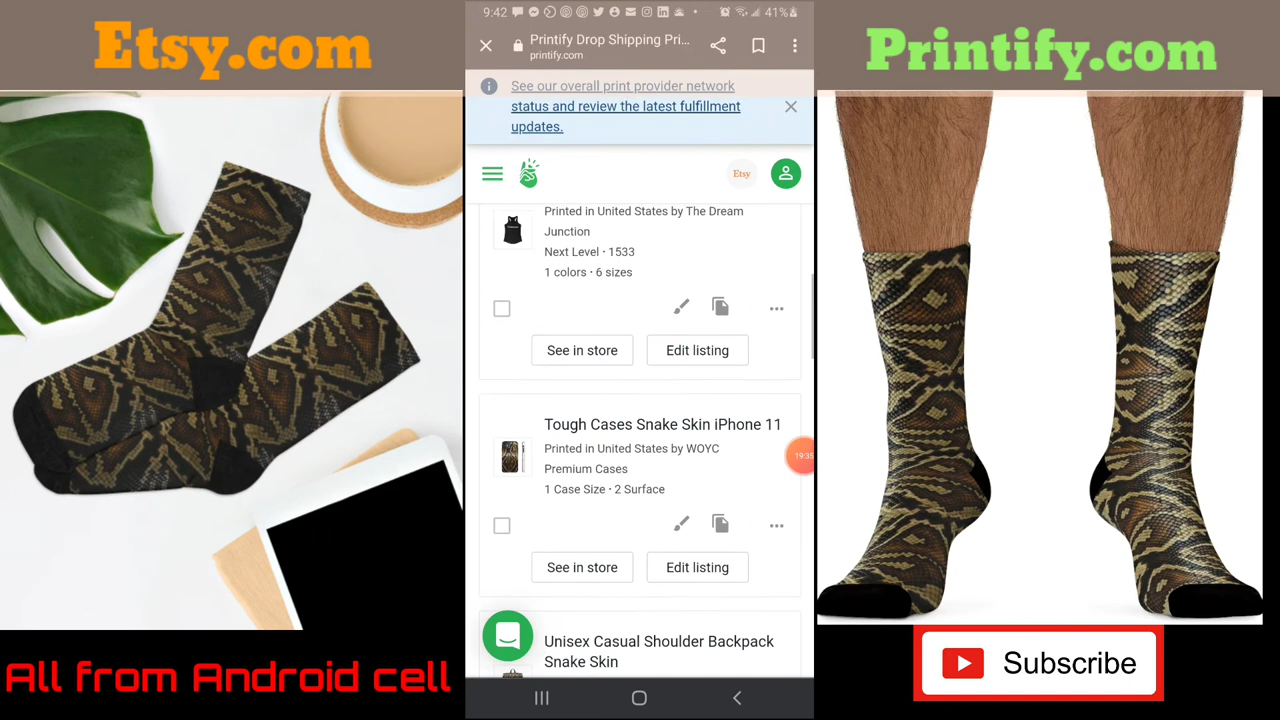 Etsy.com
All from Android cell
9:42
41%
Printify Drop Shipping Pri...
printify.com
See our overall print provider network
status and review the latest fulfillment
updates.
Etsy
Printed in United States by The Dream
Junction
Next Level • 1533
1 colors • 6 sizes
See in store
Edit listing
Tough Cases Snake Skin iPhone 11
Printed in United States by WOYC
Premium Cases
1 Case Size • 2 Surface
19:35
See in store
Edit listing
Unisex Casual Shoulder Backpack
Snake Skin
Printify.com
Subscribe